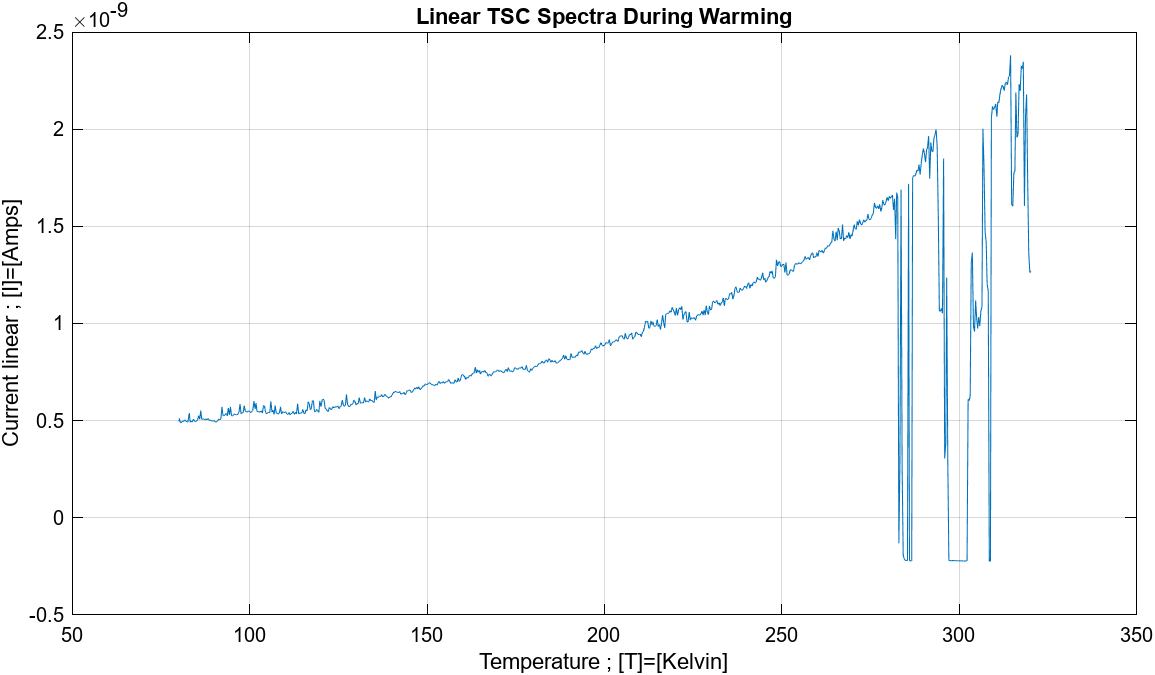 Linear TSC Spectra During Warming
×10-9
2.5
2
1.5
1
0.5
0
-0.5
50 100 150 200 250 300 350
Temperature ; [T]=[Kelvin]
Current linear ; [I]=[Amps]